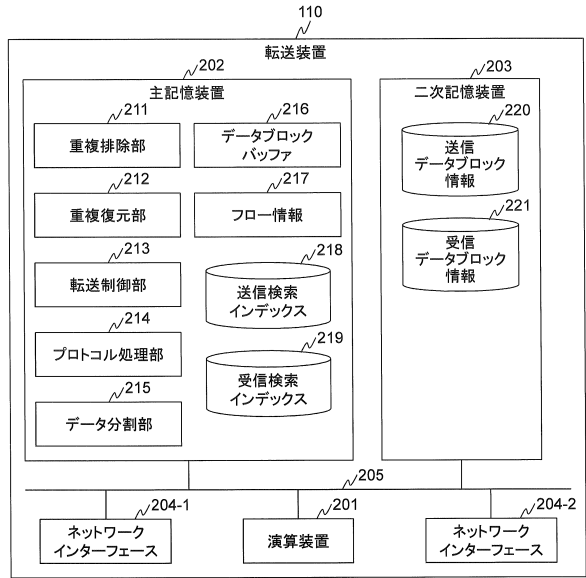 110
転送装置
202
主記憶装置
203
二次記憶装置
211
重複排除部
216
データブロック
バッファ
220
送信
データブロック
情報
212
重複復元部
217
フロー情報
221
受信
データブロック
情報
213
転送制御部
218
送信検索
インデックス
214
プロトコル処理部
219
受信検索
インデックス
215
データ分割部
205
204-1
ネットワーク
インターフェース
201
演算装置
204-2
ネットワーク
インターフェース